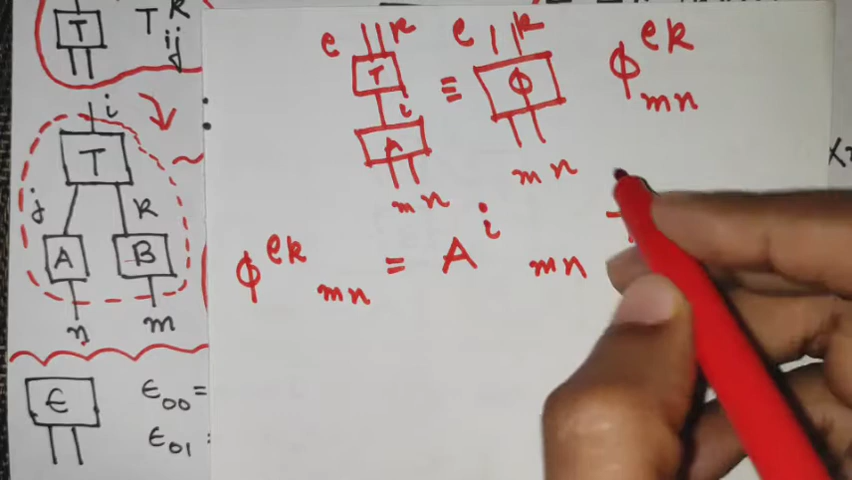 T T^k_ij
i
T
j k
A B
n m
ϵ ϵ_00 =
ϵ_01 :
e k e k
T ≡ ϕ ϕ^ek_mn
i
A
m n m n
ϕ^ek_mn = A^i_mn